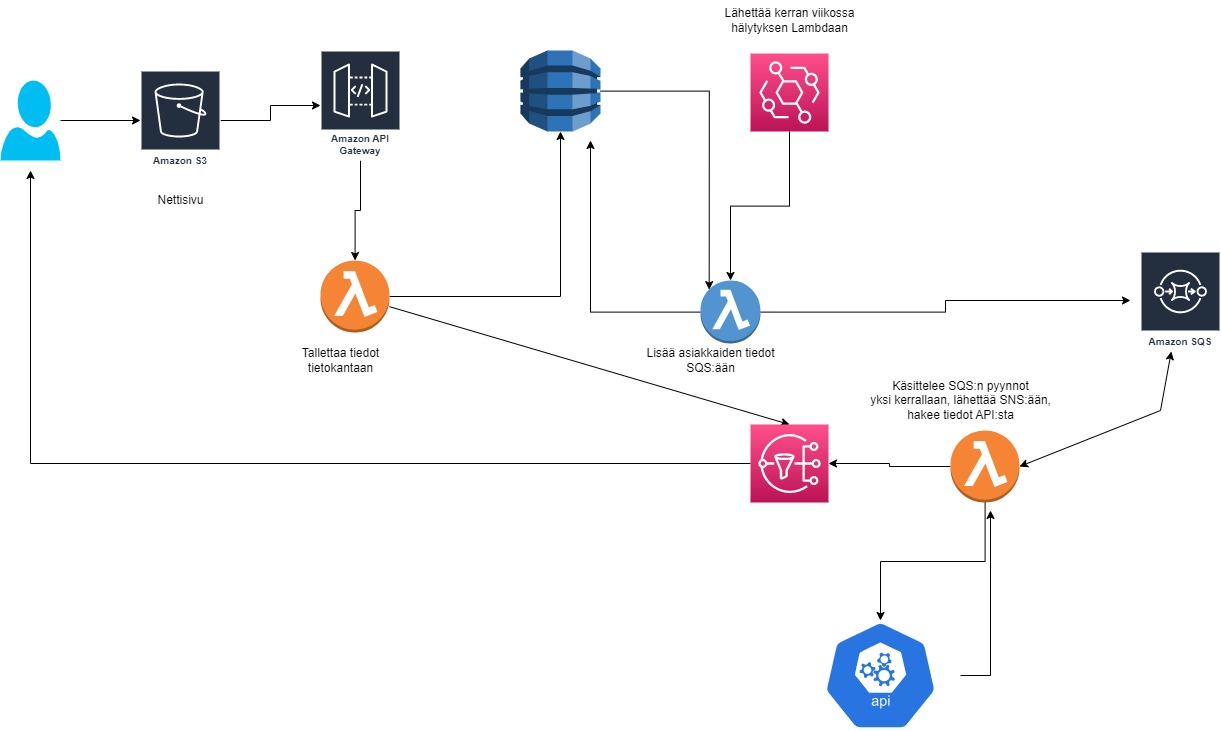 Lähettää kerran viikossa
hälytyksen Lambdaan
Amazon S3
Nettisivu
Amazon API
Gateway
Tallettaa tiedot
tietokantaan
Lisää asiakkaiden tiedot
SQS:ään
Amazon SQS
Käsittelee SQS:n pyynnot
yksi kerrallaan, lähettää SNS:ään,
hakee tiedot API:sta
api